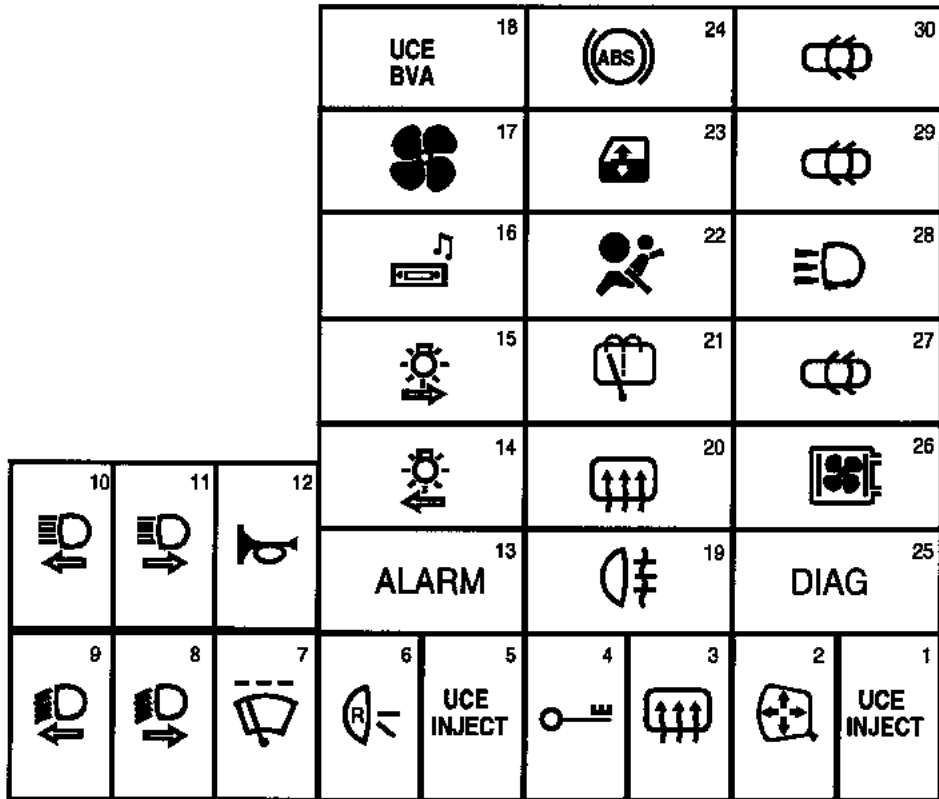 18 24 30
UCE
BVA
ABS
17 23 29
16 22 28
15 21 27
14 20 26
10 11 12
13 19 25
ALARM DIAG
9 8 7 6 5 4 3 2 1
R
UCE
INJECT
UCE
INJECT